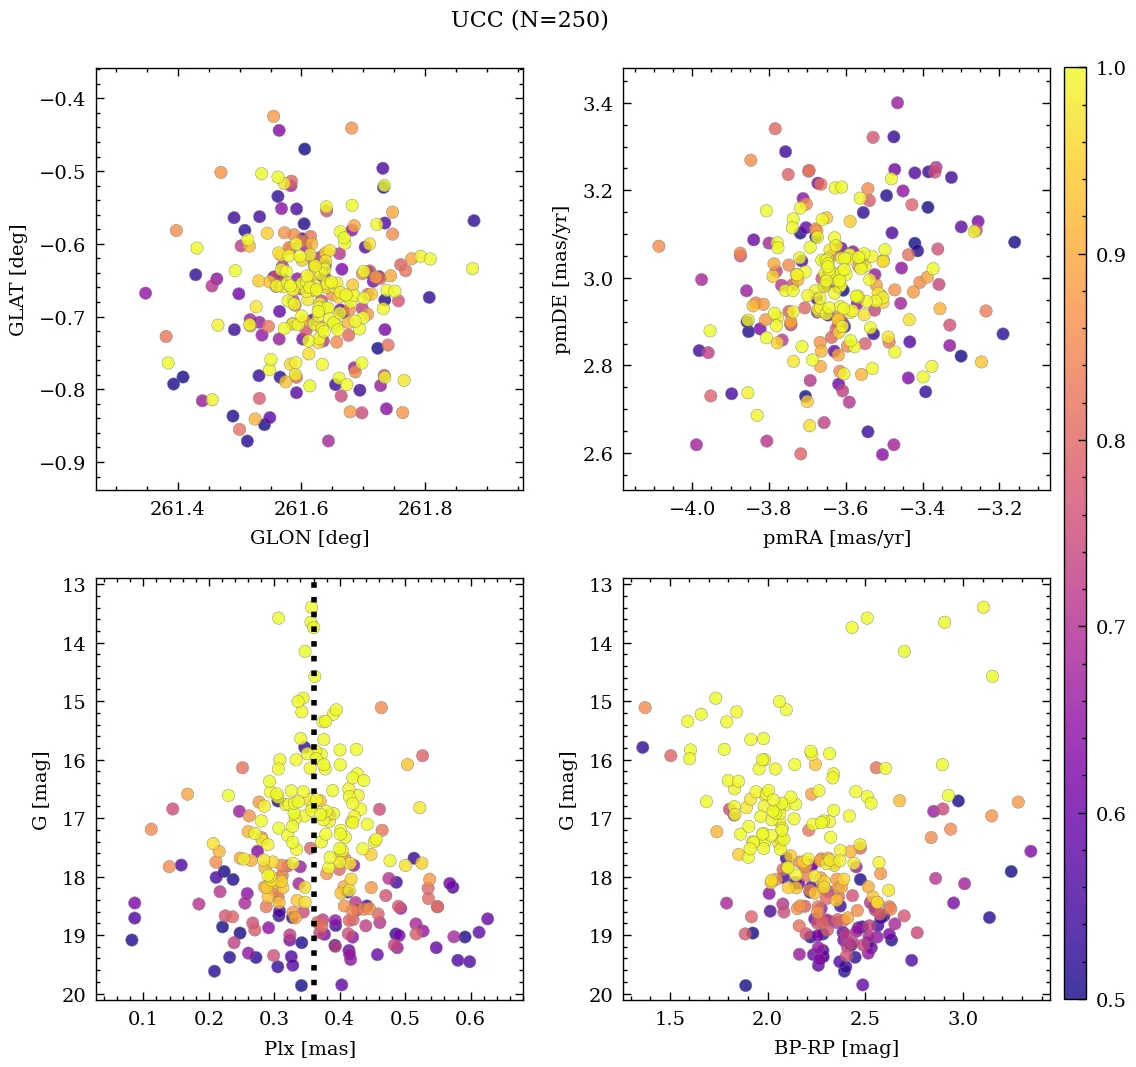 UCC (N=250)
−0.4
−0.5
−0.6
−0.7
−0.8
−0.9
GLAT [deg]
261.4 261.6 261.8
GLON [deg]
3.4
3.2
3.0
2.8
2.6
pmDE [mas/yr]
−4.0 −3.8 −3.6 −3.4 −3.2
pmRA [mas/yr]
13
14
15
16
17
18
19
20
G [mag]
0.1 0.2 0.3 0.4 0.5 0.6
Plx [mas]
13
14
15
16
17
18
19
20
G [mag]
1.5 2.0 2.5 3.0
BP-RP [mag]
1.0
0.9
0.8
0.7
0.6
0.5